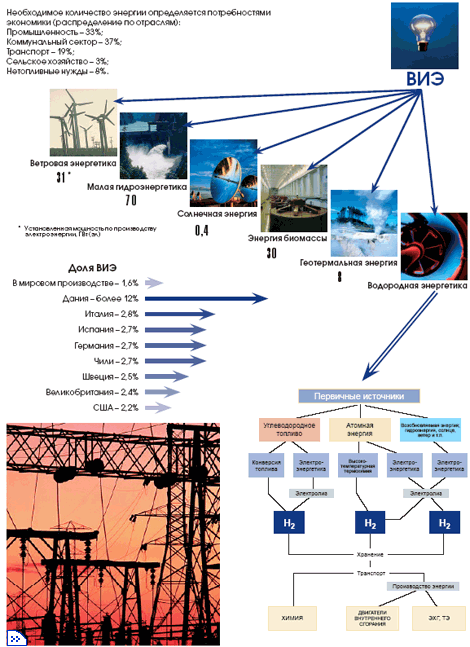 Необходимое количество энергии определяется потребностями
экономики (распределение по отраслям):
Промышленность – 33%;
Коммунальный сектор – 37%;
Транспорт – 19%;
Сельское хозяйство – 3%;
Нетопливные нужды – 8%.
ВИЭ
Ветровая энергетика
31*
Малая гидроэнергетика
70
Солнечная энергия
0,4
Энергия биомассы
30
Геотермальная энергия
8
Водородная энергетика
* Установленная мощность по производству
электроэнергии, ГВт(эл.)
Доля ВИЭ
В мировом производстве – 1,6%
Дания – более 12%
Италия – 2,8%
Испания – 2,7%
Германия – 2,7%
Чили – 2,7%
Швеция – 2,5%
Великобритания – 2,4%
США – 2,2%
Первичные источники
Углеводородное
топливо
Атомная
энергия
Возобновляемая энергия,
гидроэнергия, солнце,
ветер и т.п.
Конверсия
топлива
Электро-
энергетика
Высоко-
температурная
термохимия
Электро-
энергетика
Электро-
энергетика
Электролиз
Электролиз
H2
H2
H2
Хранение
Транспорт
Производство энергии
ХИМИЯ
ДВИГАТЕЛИ
ВНУТРЕННЕГО
СГОРАНИЯ
ЭХГ, ТЭ